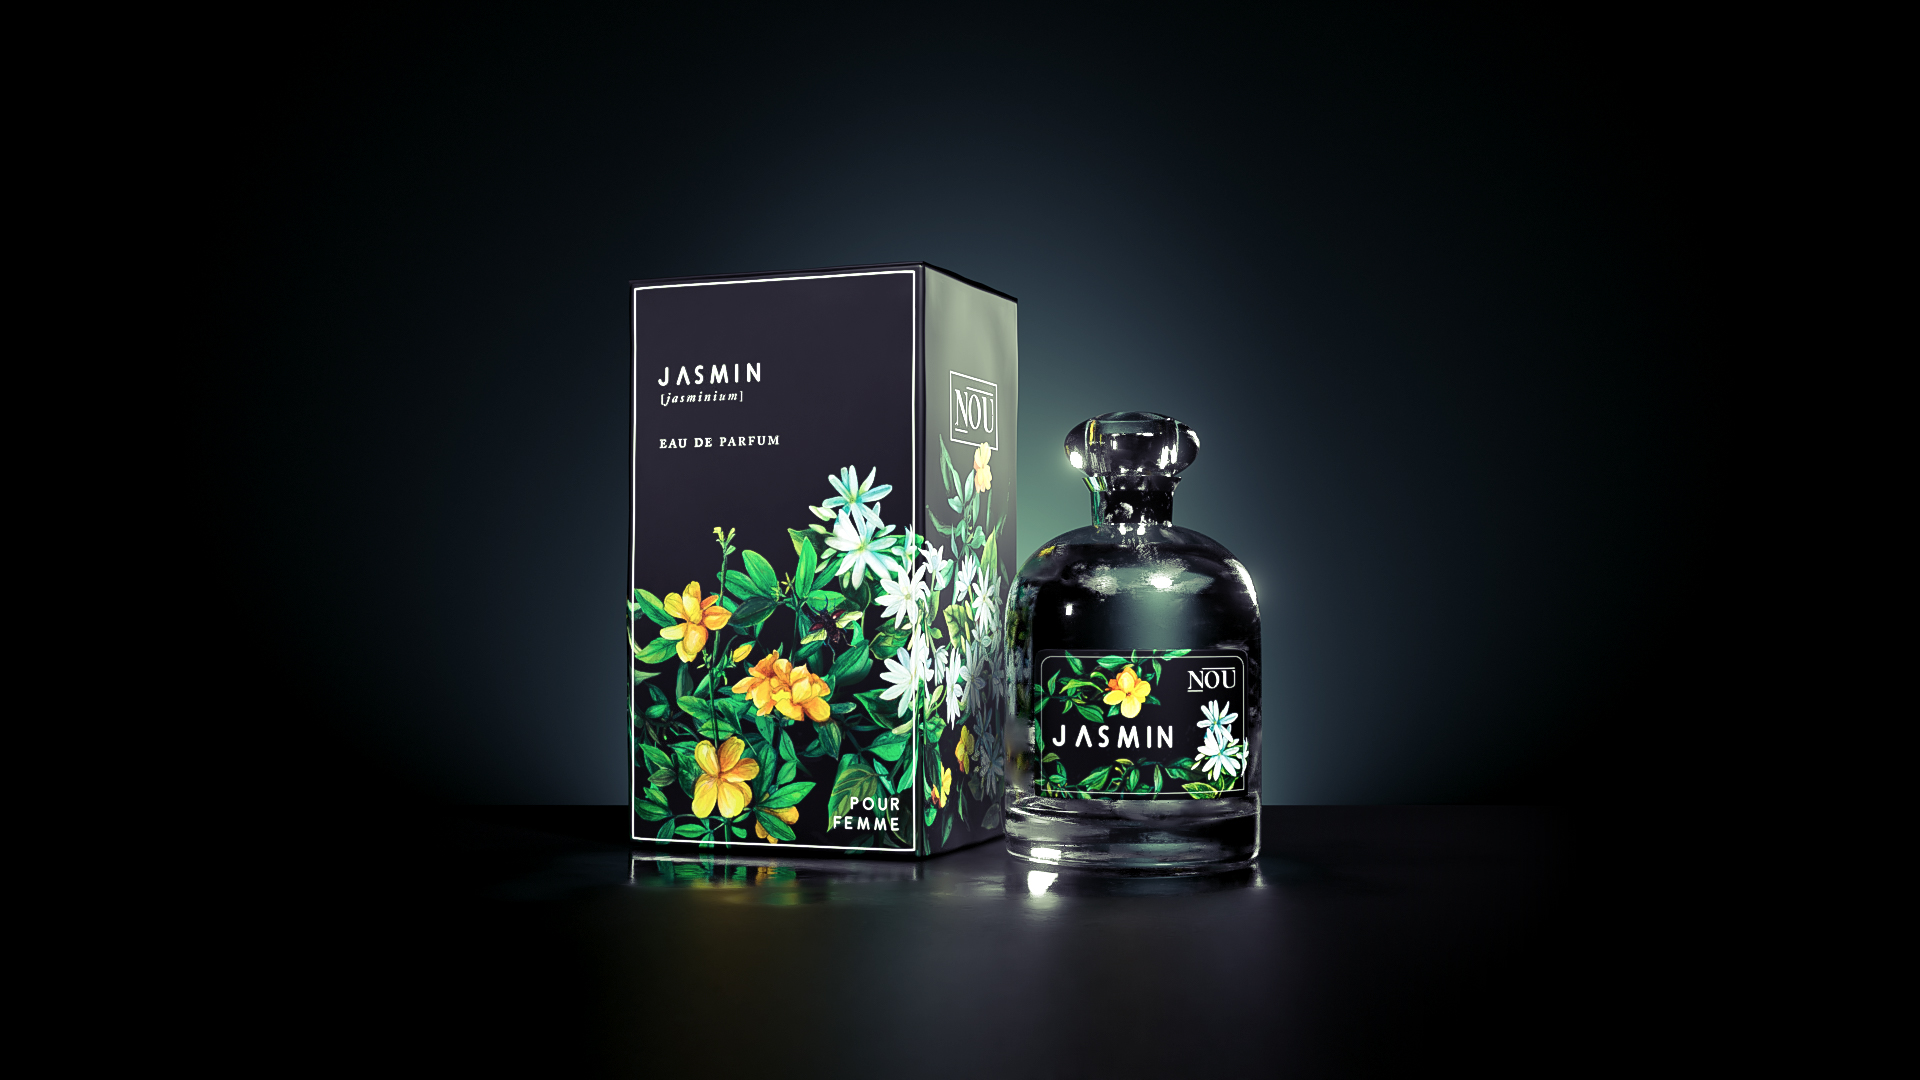 JASMIN
[jasminium]
EAU DE PARFUM
POUR
FEMME
NOU
NOU
JASMIN